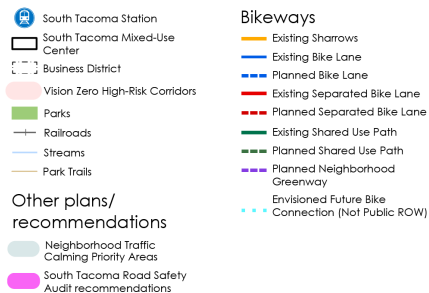 South Tacoma Station
South Tacoma Mixed-Use
Center
Business District
Vision Zero High-Risk Corridors
Parks
Railroads
Streams
Park Trails
Other plans/
recommendations
Neighborhood Traffic
Calming Priority Areas
South Tacoma Road Safety
Audit recommendations
Bikeways
Existing Sharrows
Existing Bike Lane
Planned Bike Lane
Existing Separated Bike Lane
Planned Separated Bike Lane
Existing Shared Use Path
Planned Shared Use Path
Planned Neighborhood
Greenway
Envisioned Future Bike
Connection (Not Public ROW)